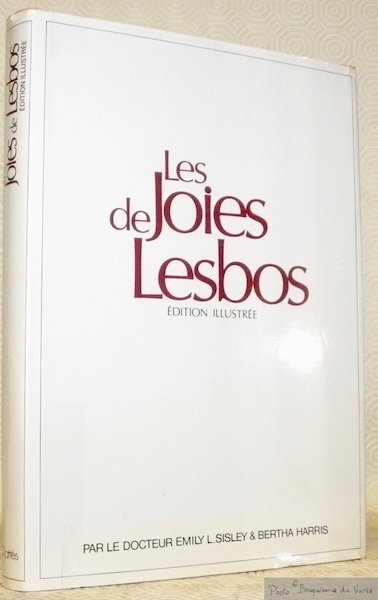 Joies de Lesbos
ÉDITION ILLUSTRÉE
Les
de Joies
Lesbos
ÉDITION ILLUSTRÉE
PAR LE DOCTEUR EMILY L. SISLEY & BERTHA HARRIS
Photo © Bouquinerie du Varis